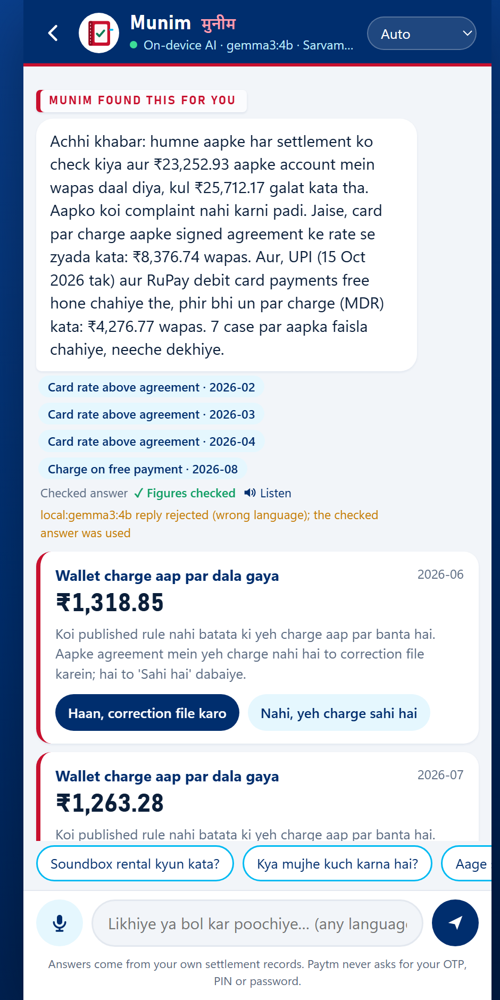 Munim मुनीम
On-device AI · gemma3:4b · Sarvam...
Auto
MUNIM FOUND THIS FOR YOU
Achhi khabar: humne aapke har settlement ko
check kiya aur ₹23,252.93 aapke account mein
wapas daal diya, kul ₹25,712.17 galat kata tha.
Aapko koi complaint nahi karni padi. Jaise, card
par charge aapke signed agreement ke rate se
zyada kata: ₹8,376.74 wapas. Aur, UPI (15 Oct
2026 tak) aur RuPay debit card payments free
hone chahiye the, phir bhi un par charge (MDR)
kata: ₹4,276.77 wapas. 7 case par aapka faisla
chahiye, neeche dekhiye.
Card rate above agreement · 2026-02
Card rate above agreement · 2026-03
Card rate above agreement · 2026-04
Charge on free payment · 2026-08
Checked answer ✓ Figures checked Listen
local:gemma3:4b reply rejected (wrong language); the checked
answer was used
Wallet charge aap par dala gaya 2026-06
₹1,318.85
Koi published rule nahi batata ki yeh charge aap par banta hai.
Aapke agreement mein yeh charge nahi hai to correction file
karein; hai to 'Sahi hai' dabaiye.
Haan, correction file karo Nahi, yeh charge sahi hai
Wallet charge aap par dala gaya 2026-07
₹1,263.28
Koi published rule nahi batata ki yeh charge aap par banta hai.
Soundbox rental kyun kata? Kya mujhe kuch karna hai? Aage
Likhiye ya bol kar poochiye... (any language
Answers come from your own settlement records. Paytm never asks for your OTP,
PIN or password.